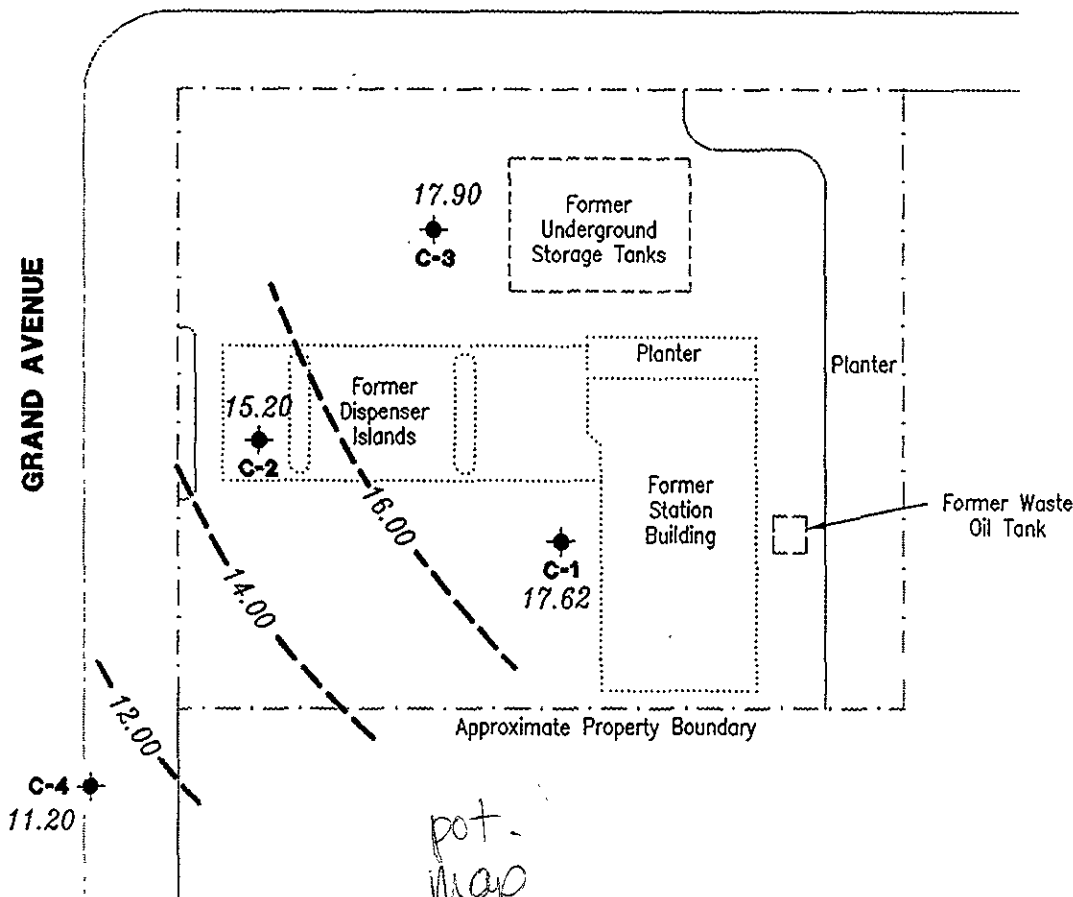 GRAND AVENUE
17.90
C-3
Former
Underground
Storage Tanks
Planter
Planter
Former
Dispenser
Islands
15.20
C-2
16.00
Former
Station
Building
Former Waste
Oil Tank
C-1
17.62
14.00
12.00
Approximate Property Boundary
C-4
11.20
pot.
map